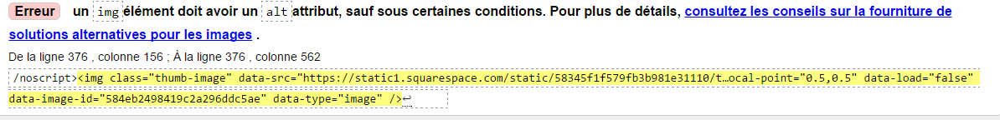 Erreur un img élément doit avoir un alt attribut, sauf sous certaines conditions. Pour plus de détails, consultez les conseils sur la fourniture de
solutions alternatives pour les images .
De la ligne 376 , colonne 156 ; À la ligne 376 , colonne 562
/noscript><img class="thumb-image" data-src="https://static1.squarespace.com/static/58345f1f579fb3b981e31110/t…ocal-point="0.5,0.5" data-load="false"
data-image-id="584eb2498419c2a296ddc5ae" data-type="image" />↩